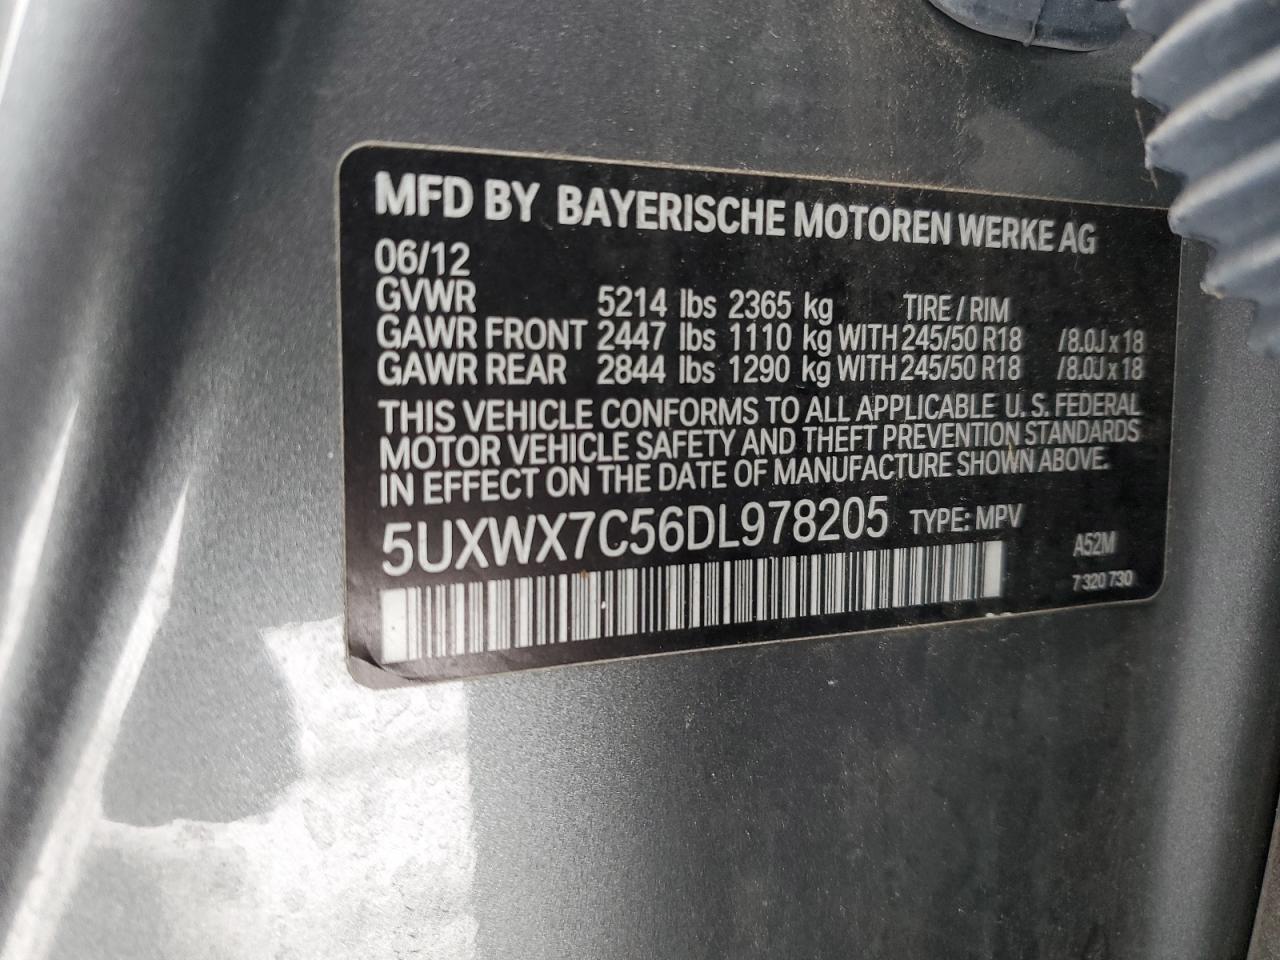 MFD BY BAYERISCHE MOTOREN WERKE AG
06/12
GVWR 5214 lbs 2365 kg TIRE / RIM
GAWR FRONT 2447 lbs 1110 kg WITH 245/50 R18 /8.0J x 18
GAWR REAR 2844 lbs 1290 kg WITH 245/50 R18 /8.0J x 18
THIS VEHICLE CONFORMS TO ALL APPLICABLE U.S. FEDERAL
MOTOR VEHICLE SAFETY AND THEFT PREVENTION STANDARDS
IN EFFECT ON THE DATE OF MANUFACTURE SHOWN ABOVE.
5UXWX7C56DL978205 TYPE: MPV
A52M
7 320 730